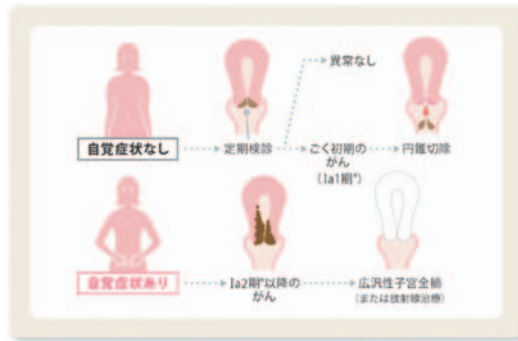 異常なし
自覚症状なし
定期検診
ごく初期の
がん
(Ia1期*)
円錐切除
自覚症状あり
Ia2期*以降の
がん
広汎性子宮全摘
(または放射線治療)